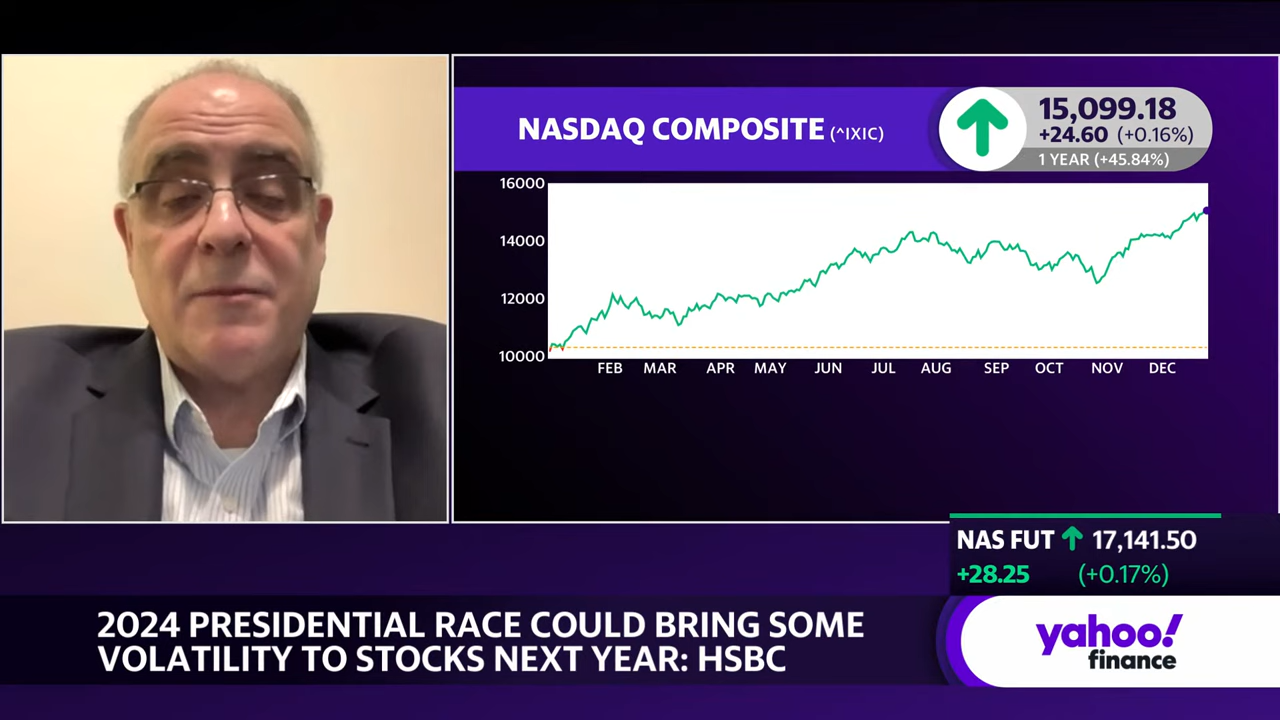 NASDAQ COMPOSITE (^IXIC)
15,099.18
+24.60 (+0.16%)
1 YEAR (+45.84%)
16000
14000
12000
10000
FEB MAR APR MAY JUN JUL AUG SEP OCT NOV DEC
NAS FUT 17,141.50
+28.25 (+0.17%)
2024 PRESIDENTIAL RACE COULD BRING SOME
VOLATILITY TO STOCKS NEXT YEAR: HSBC
yahoo!
finance